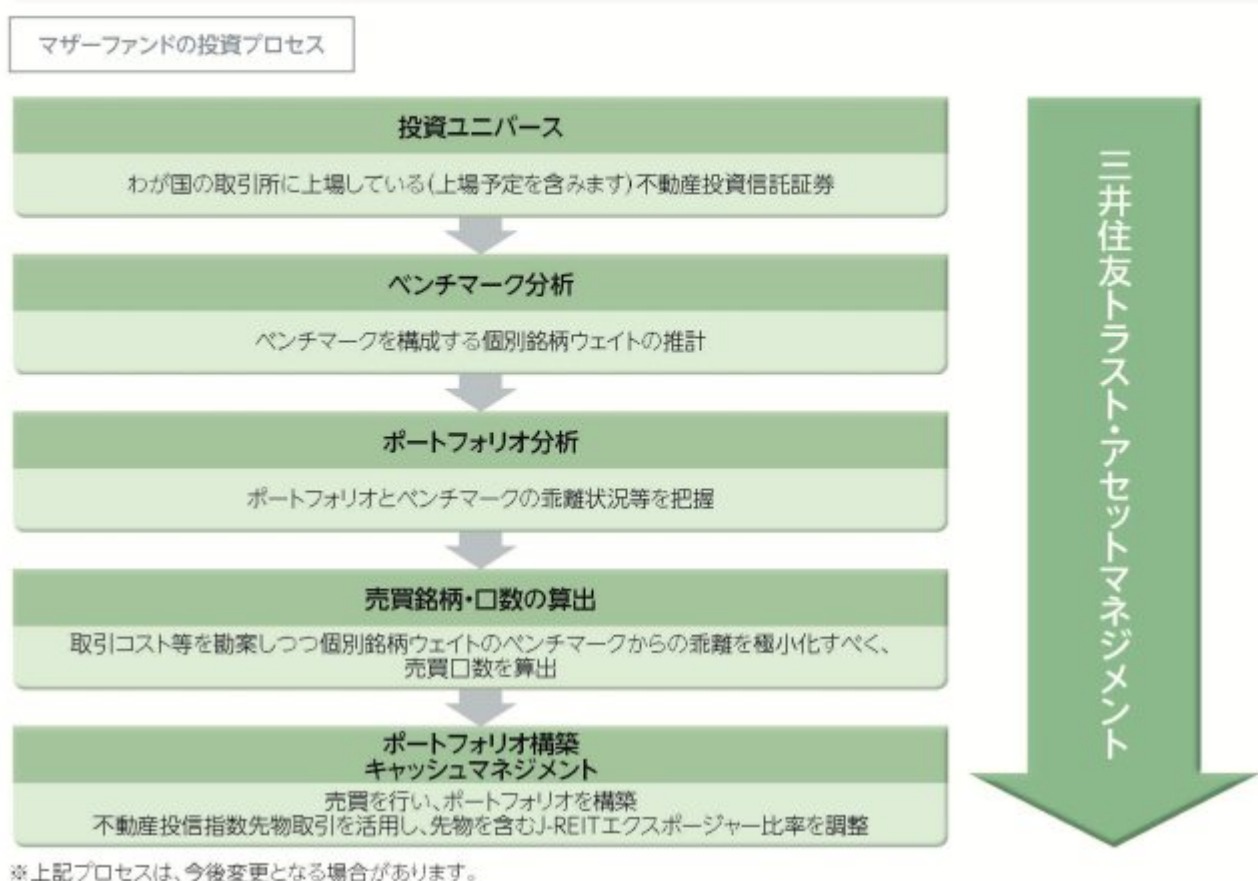 マザーファンドの投資プロセス
投資ユニバース
わが国の取引所に上場している(上場予定を含みます)不動産投資信託証券
ベンチマーク分析
ベンチマークを構成する個別銘柄ウェイトの推計
ポートフォリオ分析
ポートフォリオとベンチマークの乖離状況等を把握
売買銘柄・口数の算出
取引コスト等を勘案しつつ個別銘柄ウェイトのベンチマークからの乖離を極小化すべく、
売買口数を算出
ポートフォリオ構築
キャッシュマネジメント
売買を行い、ポートフォリオを構築
不動産投信指数先物取引を活用し、先物を含むJ-REITエクスポージャー比率を調整
三井住友トラスト・アセットマネジメント
※上記プロセスは、今後変更となる場合があります。